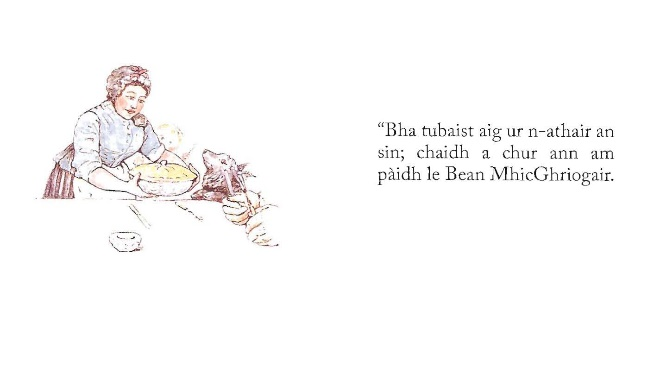 “Bha tubaist aig ur n-athair an
sin; chaidh a chur ann am
pàidh le Bean MhicGhriogair.